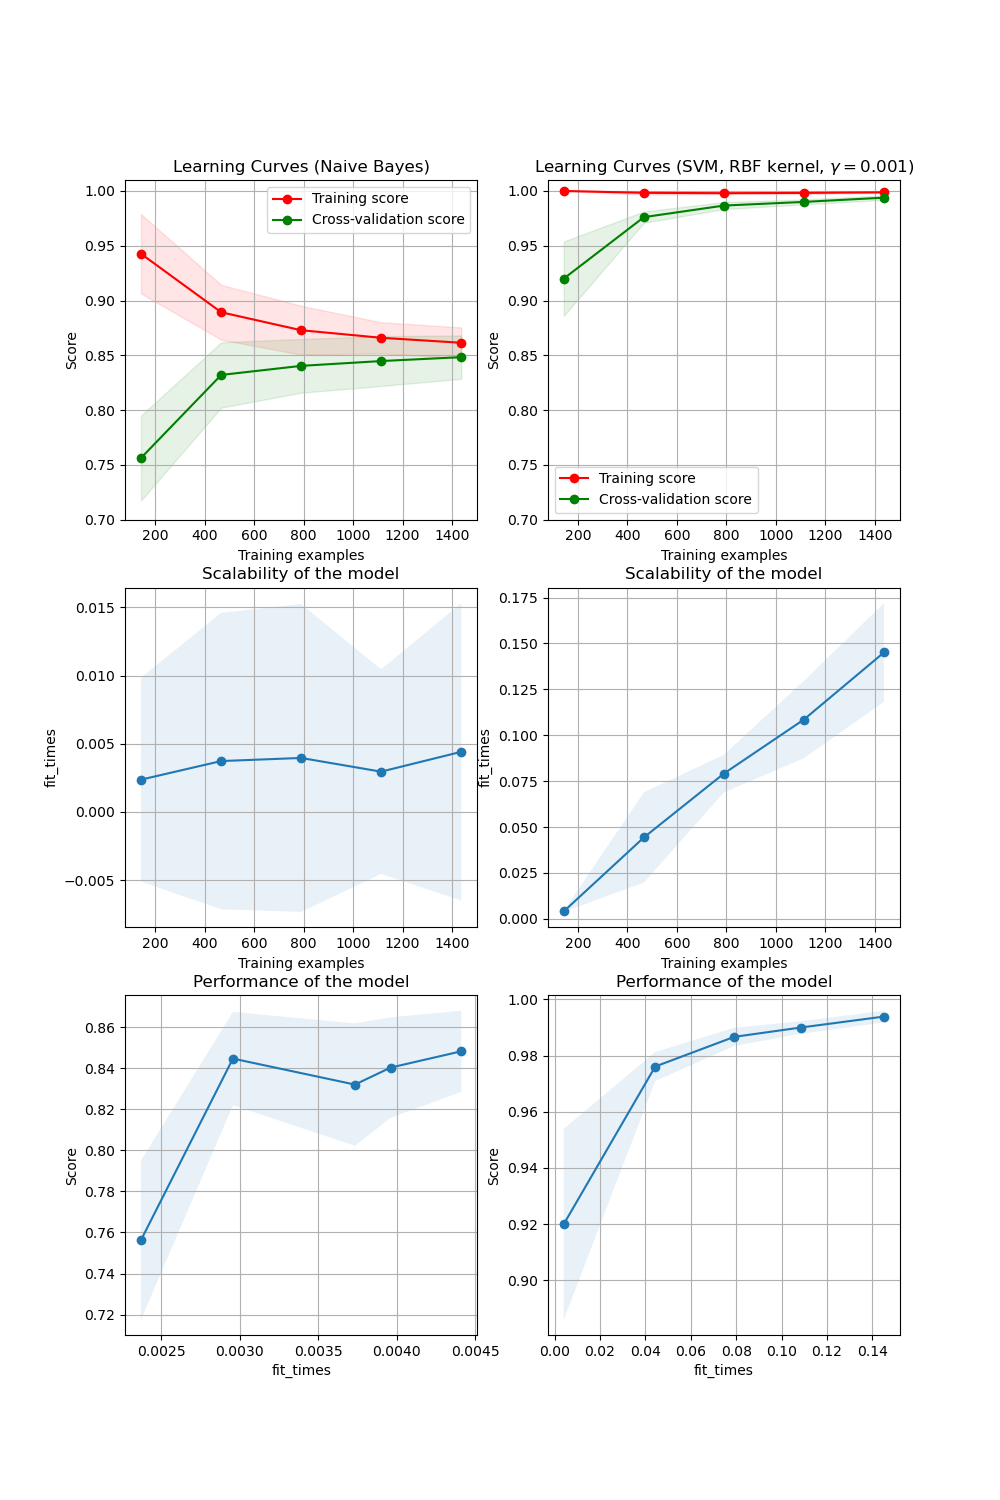 Learning Curves (Naive Bayes)
Score
1.00
0.95
0.90
0.85
0.80
0.75
0.70
Training score
Cross-validation score
200 400 600 800 1000 1200 1400
Training examples
Learning Curves (SVM, RBF kernel, γ = 0.001)
Score
1.00
0.95
0.90
0.85
0.80
0.75
0.70
Training score
Cross-validation score
200 400 600 800 1000 1200 1400
Training examples
Scalability of the model
fit_times
0.015
0.010
0.005
0.000
−0.005
200 400 600 800 1000 1200 1400
Training examples
Scalability of the model
fit_times
0.175
0.150
0.125
0.100
0.075
0.050
0.025
0.000
200 400 600 800 1000 1200 1400
Training examples
Performance of the model
Score
0.86
0.84
0.82
0.80
0.78
0.76
0.74
0.72
0.0025 0.0030 0.0035 0.0040 0.0045
fit_times
Performance of the model
Score
1.00
0.98
0.96
0.94
0.92
0.90
0.00 0.02 0.04 0.06 0.08 0.10 0.12 0.14
fit_times